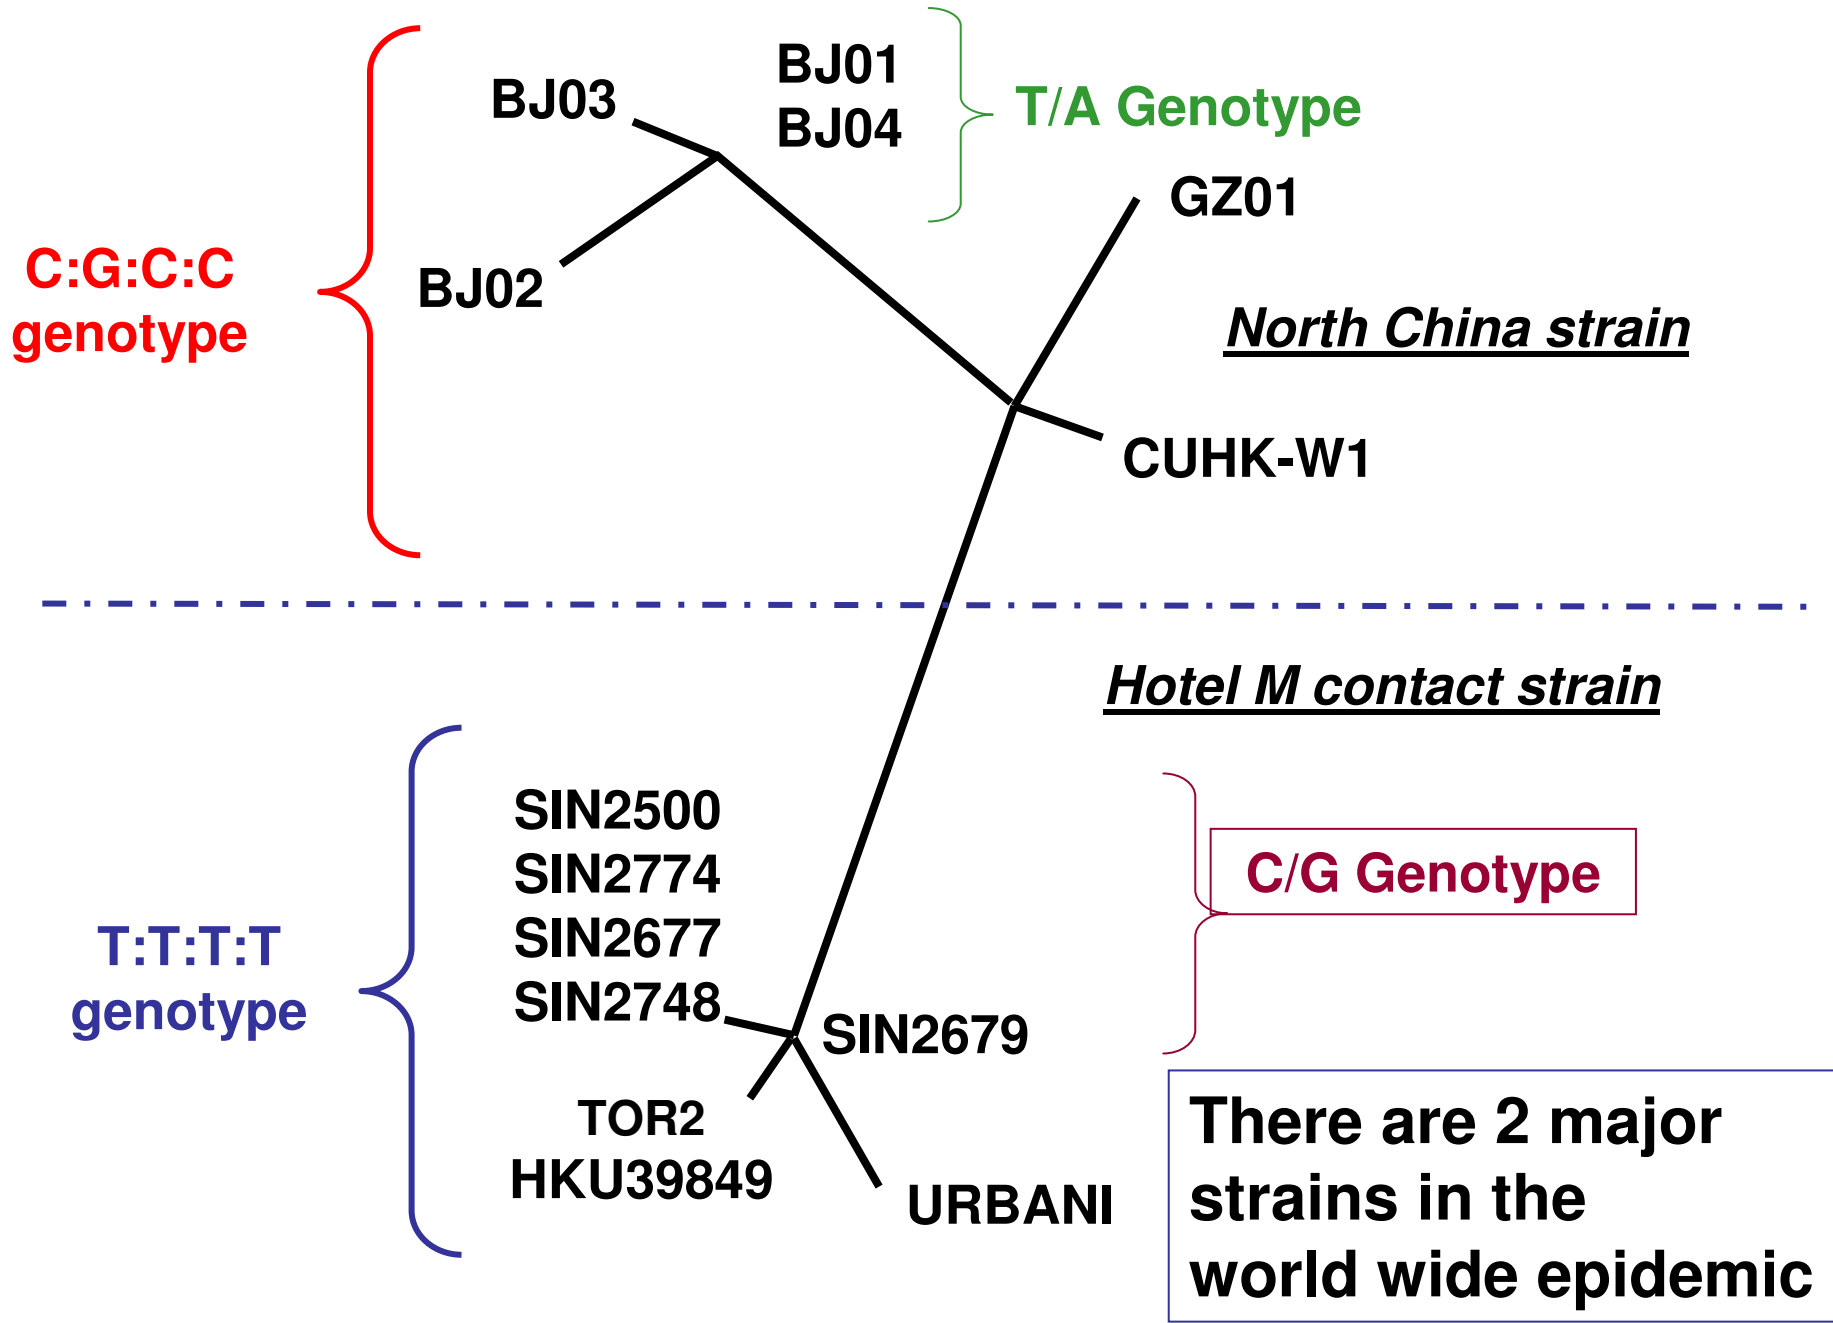 BJ03
BJ01
BJ04
T/A Genotype
GZ01
C:G:C:C
genotype
BJ02
North China strain
CUHK-W1
Hotel M contact strain
SIN2500
SIN2774
SIN2677
SIN2748
C/G Genotype
T:T:T:T
genotype
SIN2679
TOR2
HKU39849
URBANI
There are 2 major
strains in the
world wide epidemic